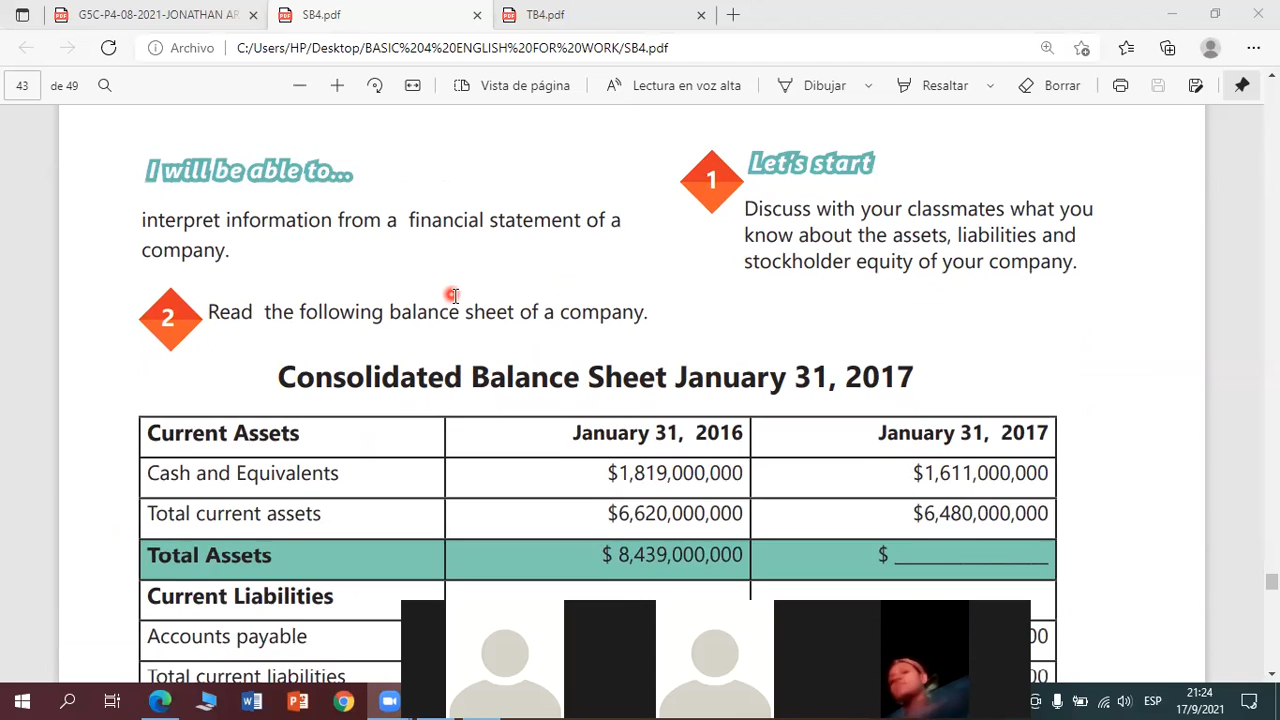 G5C-P4-08-2021-JONATHAN AR
SB4.pdf
TB4.pdf
Archivo
C:/Users/HP/Desktop/BASIC%204%20ENGLISH%20FOR%20WORK/SB4.pdf
43 de 49
Vista de página
Lectura en voz alta
Dibujar
Resaltar
Borrar
I will be able to...
interpret information from a financial statement of a
company.
1
Let's start
Discuss with your classmates what you
know about the assets, liabilities and
stockholder equity of your company.
2 Read the following balance sheet of a company.
Consolidated Balance Sheet January 31, 2017
Current Assets January 31, 2016 January 31, 2017
Cash and Equivalents $1,819,000,000 $1,611,000,000
Total current assets $6,620,000,000 $6,480,000,000
Total Assets $ 8,439,000,000 $ _______________
Current Liabilities
Accounts payable 00
Total current liabilities 00
ESP
21:24
17/9/2021